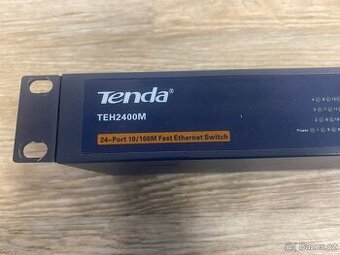 Tenda®
TEH2400M
24-Port 10/100M Fast Ethernet Switch
Power